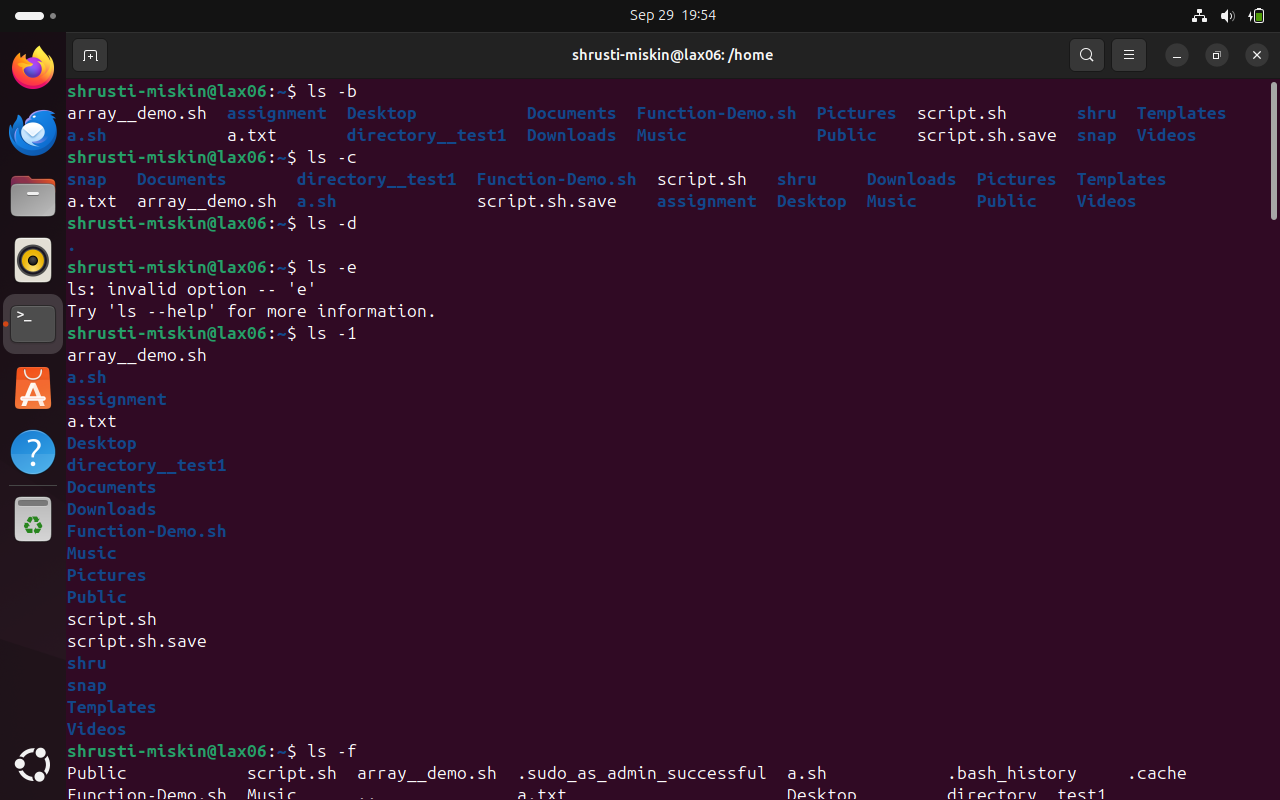 Sep 29 19:54
shrusti-miskin@lax06: /home
shrusti-miskin@lax06:~$ ls -b
array__demo.sh assignment Desktop Documents Function-Demo.sh Pictures script.sh shru Templates
a.sh a.txt directory__test1 Downloads Music Public script.sh.save snap Videos
shrusti-miskin@lax06:~$ ls -c
snap Documents directory__test1 Function-Demo.sh script.sh shru Downloads Pictures Templates
a.txt array__demo.sh a.sh script.sh.save assignment Desktop Music Public Videos
shrusti-miskin@lax06:~$ ls -d
.
shrusti-miskin@lax06:~$ ls -e
ls: invalid option -- 'e'
Try 'ls --help' for more information.
shrusti-miskin@lax06:~$ ls -1
array__demo.sh
a.sh
assignment
a.txt
Desktop
directory__test1
Documents
Downloads
Function-Demo.sh
Music
Pictures
Public
script.sh
script.sh.save
shru
snap
Templates
Videos
shrusti-miskin@lax06:~$ ls -f
Public script.sh array__demo.sh .sudo_as_admin_successful a.sh .bash_history .cache
Function-Demo.sh Music .. a.txt Desktop directory__test1